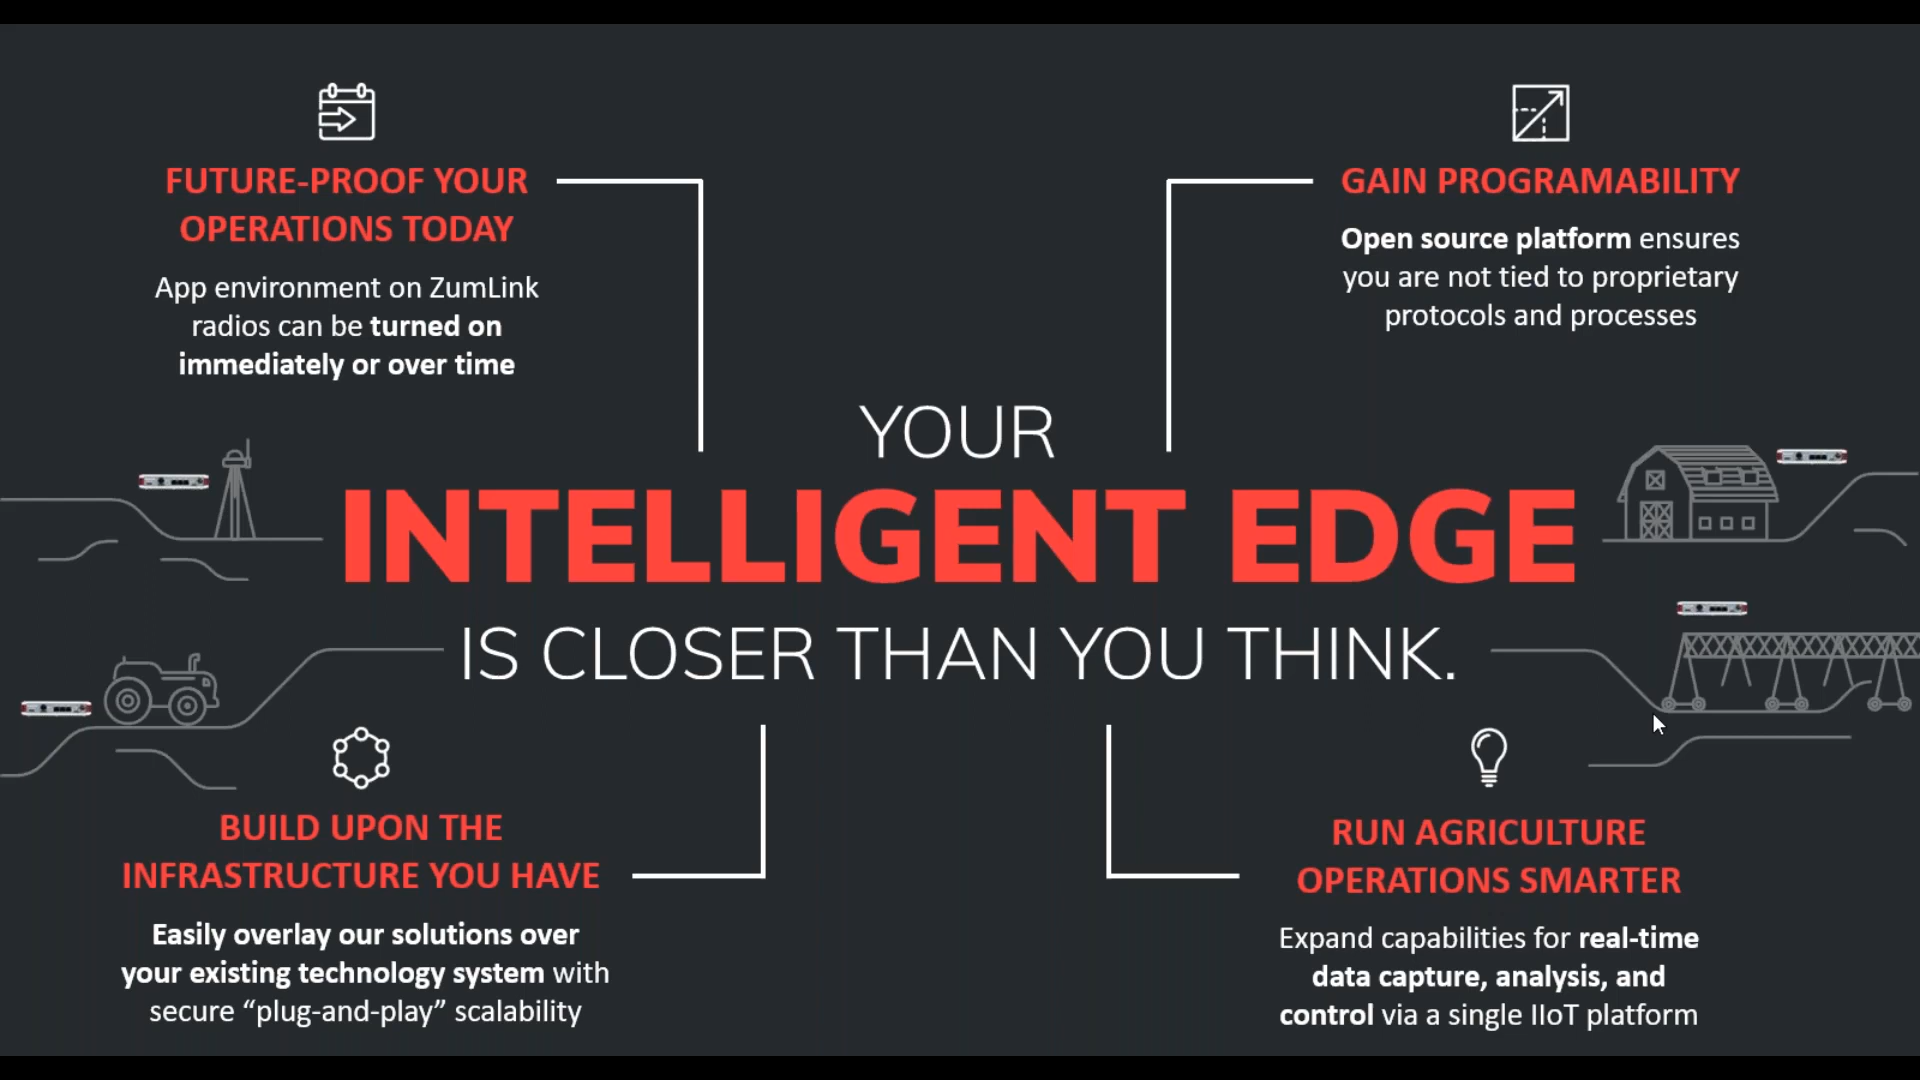 FUTURE-PROOF YOUR
OPERATIONS TODAY
App environment on ZumLink
radios can be turned on
immediately or over time
GAIN PROGRAMABILITY
Open source platform ensures
you are not tied to proprietary
protocols and processes
YOUR
INTELLIGENT EDGE
IS CLOSER THAN YOU THINK.
BUILD UPON THE
INFRASTRUCTURE YOU HAVE
Easily overlay our solutions over
your existing technology system with
secure “plug-and-play” scalability
RUN AGRICULTURE
OPERATIONS SMARTER
Expand capabilities for real-time
data capture, analysis, and
control via a single IIoT platform